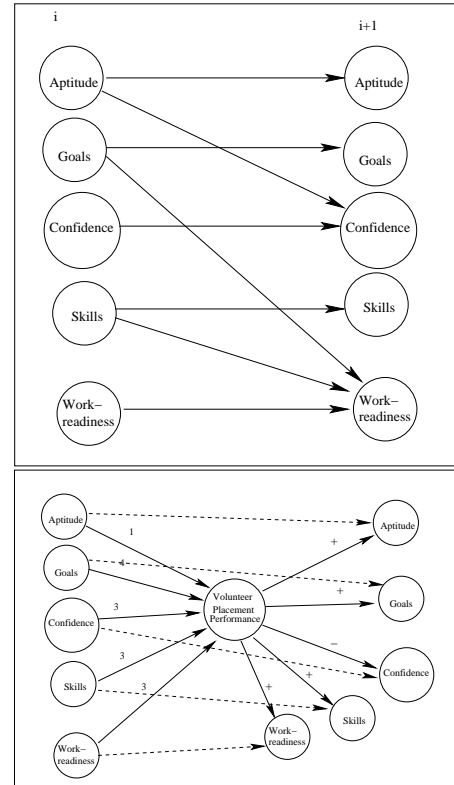 i
i+1
Aptitude
Aptitude
Goals
Goals
Confidence
Confidence
Skills
Skills
Work–
readiness
Work–
readiness
Aptitude
Aptitude
1
+
Goals
4
Volunteer
Placement
Performance
+
Goals
Confidence
3
–
Confidence
3
Skills
3
+
+
Skills
Work–
readiness
Work–
readiness